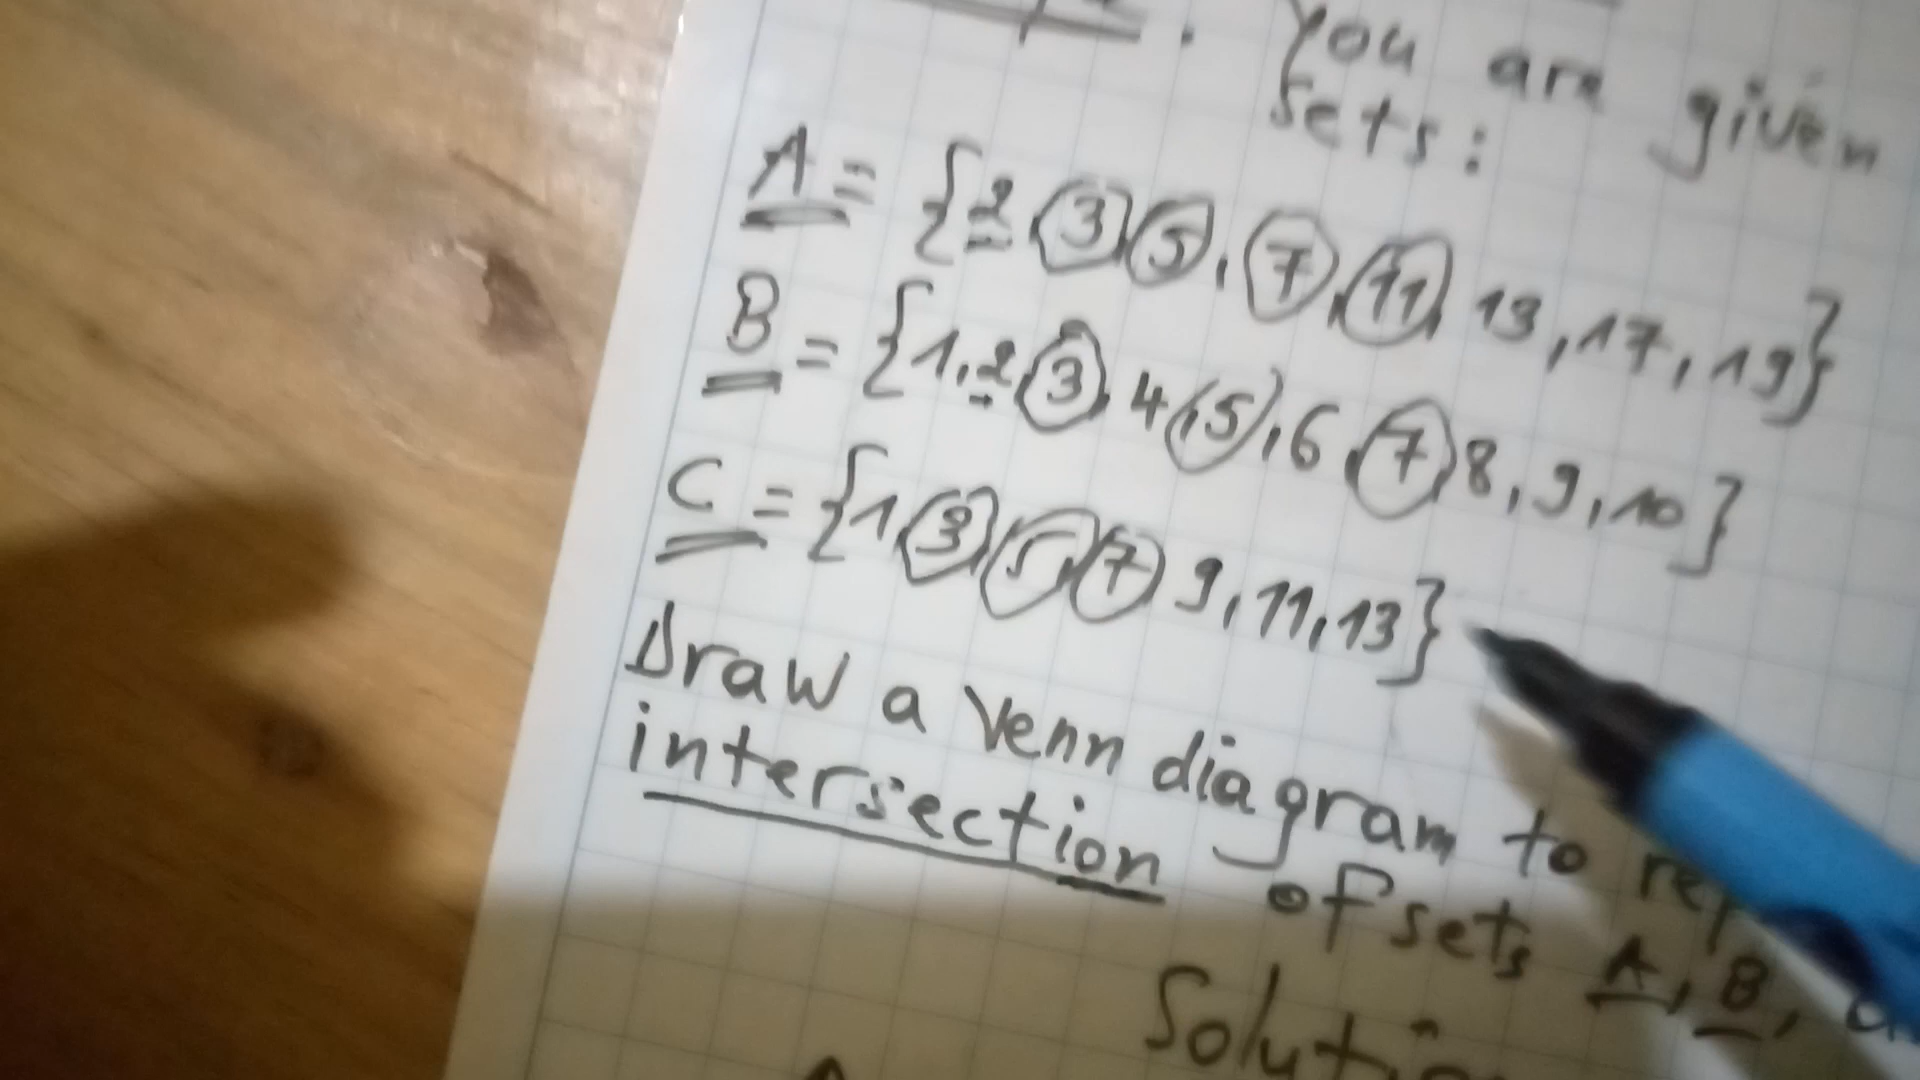 . You are given
sets:
A = {2 3, 5, 7, 11, 13, 17, 19}
B = {1, 2, 3, 4, 5, 6, 7, 8, 9, 10}
C = {1, 3, 5, 7 9, 11, 13}
Draw a Venn diagram to
intersection of sets A, B,